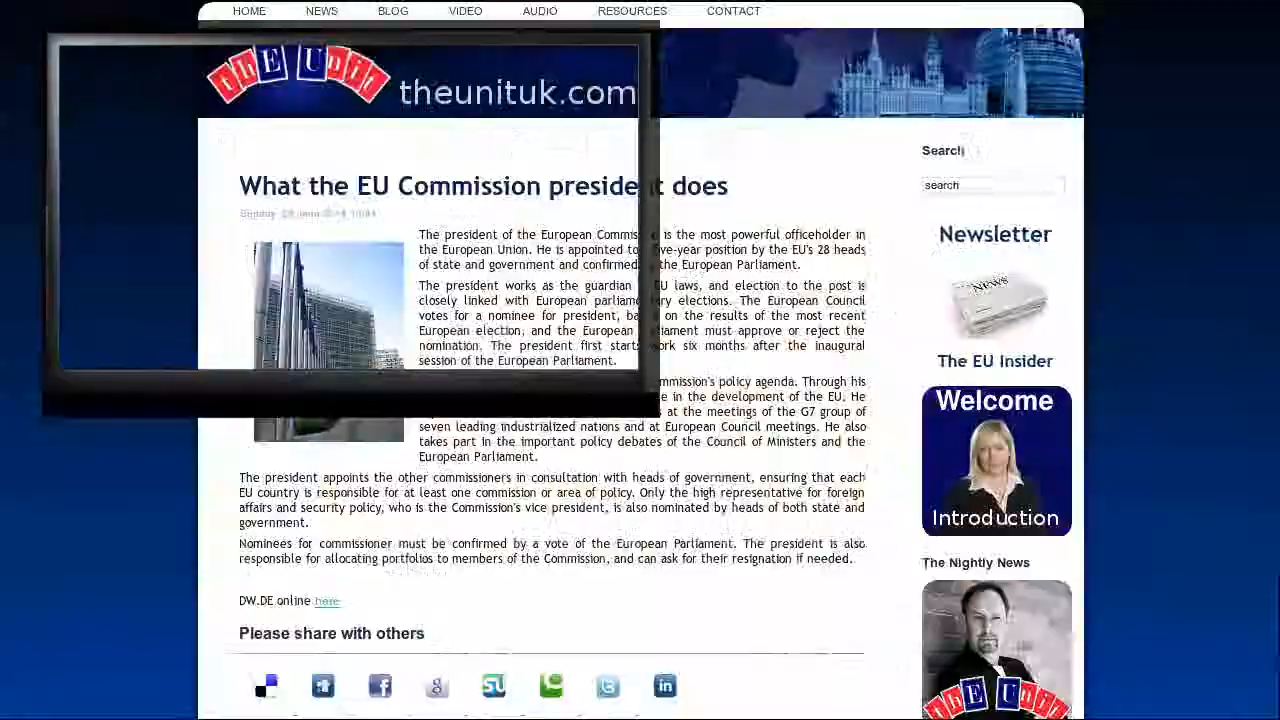 HOME NEWS BLOG VIDEO AUDIO RESOURCES CONTACT
thE Unit
theunituk.com
What the EU Commission president does
The president of the European Commis is the most powerful officeholder in
the European Union. He is appointed to five-year position by the EU's 28 heads
of state and government and confirmed the European Parliament.
The president works as the guardian EU laws, and election to the post is
closely linked with European parliamentary elections. The European Council
votes for a nominee for president, on the results of the most recent
European election, and the European Parliament must approve or reject the
nomination. The president first starts work six months after the inaugural
session of the European Parliament.
mmission's policy agenda. Through his
e in the development of the EU. He
at the meetings of the G7 group of
seven leading industrialized nations and at European Council meetings. He also
takes part in the important policy debates of the Council of Ministers and the
European Parliament.
The president appoints the other commissioners in consultation with heads of government, ensuring that each
EU country is responsible for at least one commission or area of policy. Only the high representative for foreign
affairs and security policy, who is the Commission's vice president, is also nominated by heads of both state and
government.
Nominees for commissioner must be confirmed by a vote of the European Parliament. The president is also
responsible for allocating portfolios to members of the Commission, and can ask for their resignation if needed.
DW.DE online here
Please share with others
Search
search
Newsletter
NEWS
The EU Insider
Welcome
Introduction
The Nightly News
thE Unit